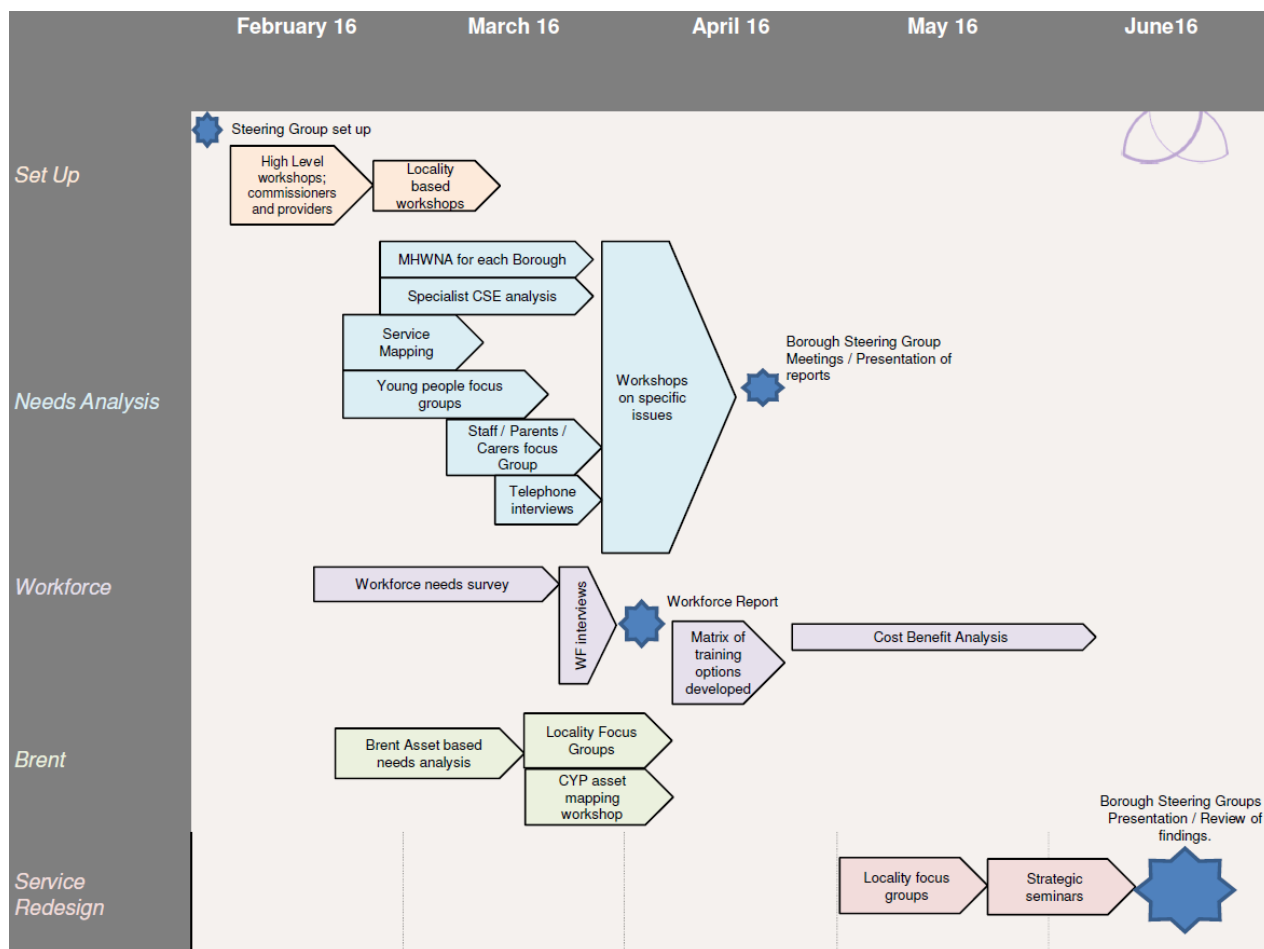 February 16
March 16
April 16
May 16
June16
Steering Group set up
Set Up
High Level
workshops;
commissioners
and providers
Locality
based
workshops
Needs Analysis
MHWNA for each Borough
Specialist CSE analysis
Service
Mapping
Young people focus
groups
Staff / Parents /
Carers focus
Group
Telephone
interviews
Workshops
on specific
issues
Borough Steering Group
Meetings / Presentation of
reports
Workforce
Workforce needs survey
WF interviews
Workforce Report
Matrix of
training
options
developed
Cost Benefit Analysis
Brent
Brent Asset based
needs analysis
Locality Focus
Groups
CYP asset
mapping
workshop
Service
Redesign
Locality focus
groups
Strategic
seminars
Borough Steering Groups
Presentation / Review of
findings.